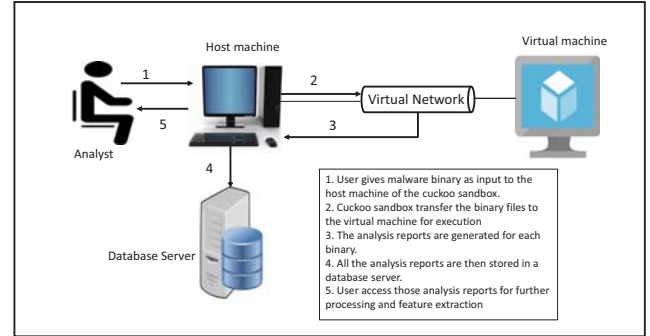 Host machine
Virtual machine
1
2
Virtual Network
3
5
Analyst
4
Database Server
1. User gives malware binary as input to the
host machine of the cuckoo sandbox.
2. Cuckoo sandbox transfer the binary files to
the virtual machine for execution
3. The analysis reports are generated for each
binary.
4. All the analysis reports are then stored in a
database server.
5. User access those analysis reports for further
processing and feature extraction